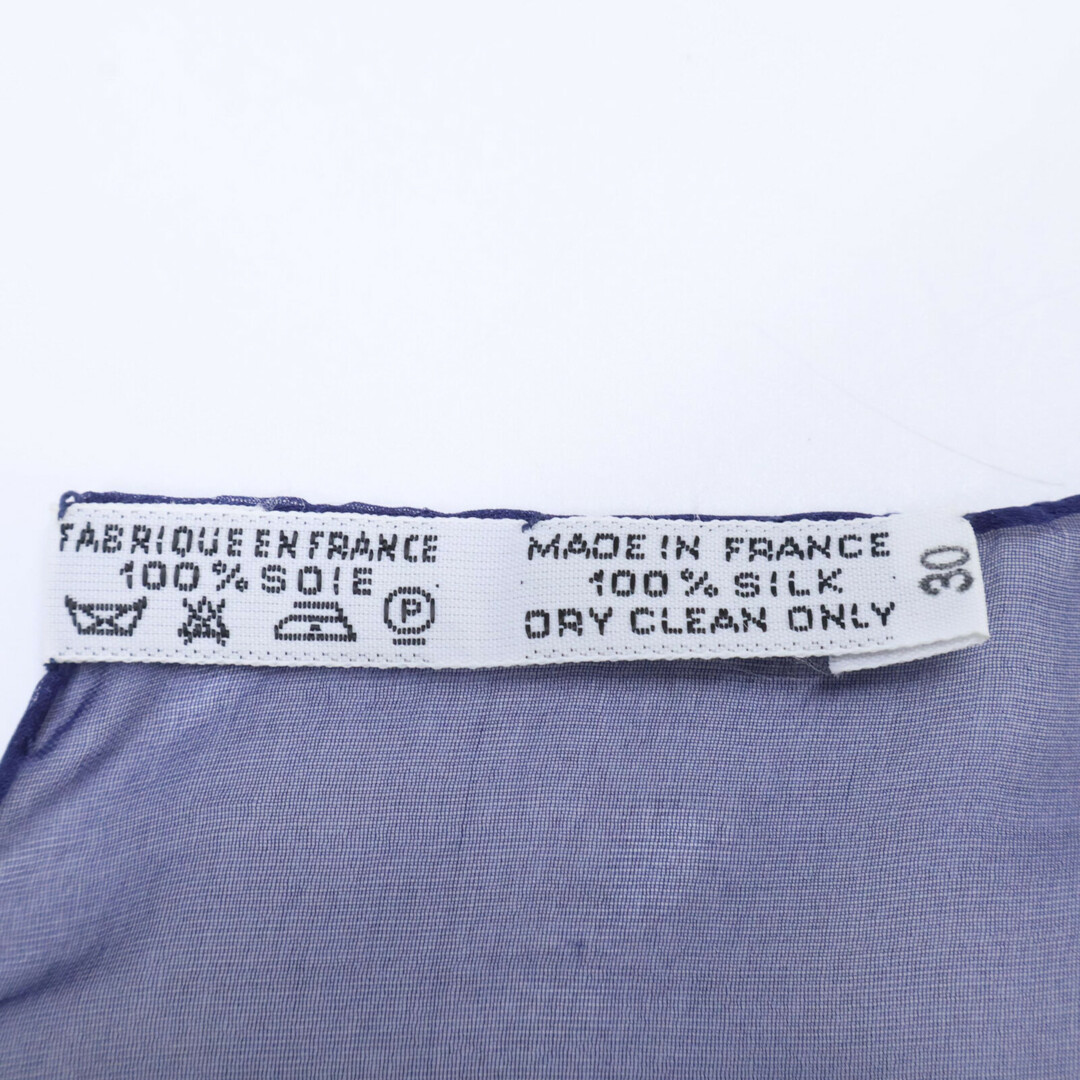 FABRIQUE EN FRANCE
100% SOIE
P
MADE IN FRANCE
100% SILK
DRY CLEAN ONLY
30